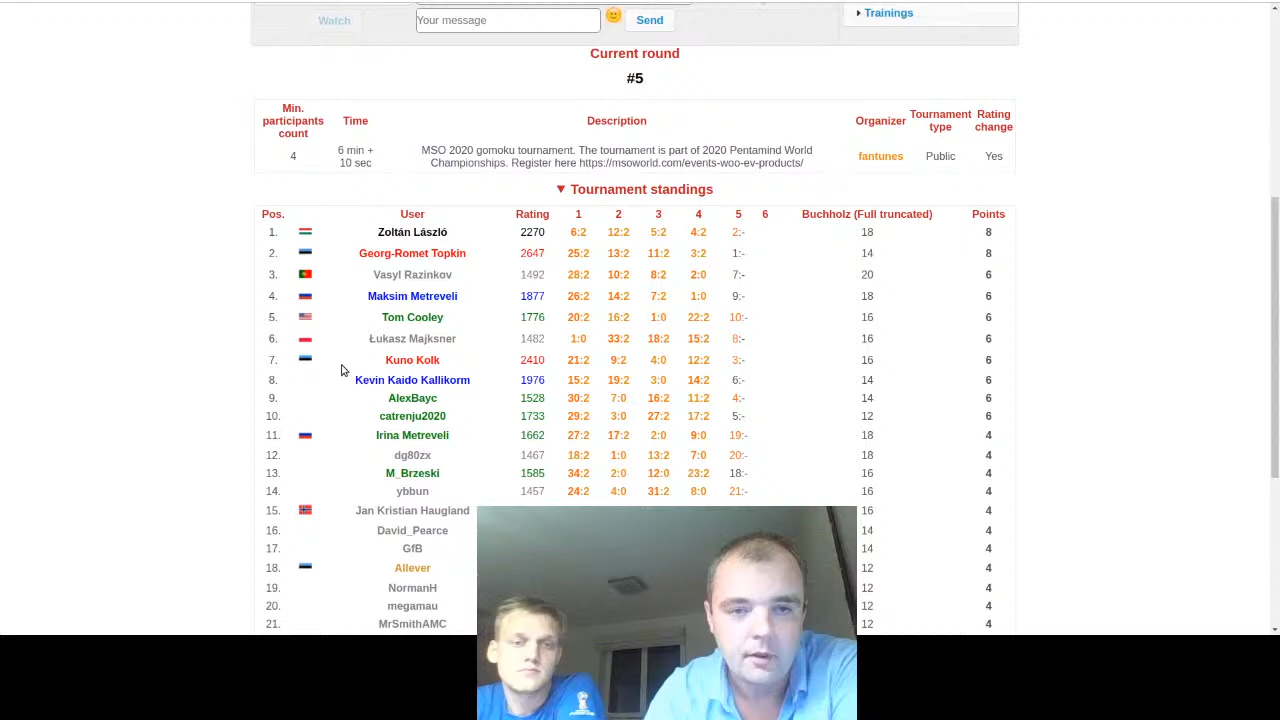 Watch Your message Send Trainings
Current round
#5
Min. participants count Time Description Organizer Tournament type Rating change
4 6 min + 10 sec MSO 2020 gomoku tournament. The tournament is part of 2020 Pentamind World Championships. Register here https://msoworld.com/events-woo-ev-products/ fantunes Public Yes
▼ Tournament standings
Pos. User Rating 1 2 3 4 5 6 Buchholz (Full truncated) Points
1. Zoltán László 2270 6:2 12:2 5:2 4:2 2:- 18 8
2. Georg-Romet Topkin 2647 25:2 13:2 11:2 3:2 1:- 14 8
3. Vasyl Razinkov 1492 28:2 10:2 8:2 2:0 7:- 20 6
4. Maksim Metreveli 1877 26:2 14:2 7:2 1:0 9:- 18 6
5. Tom Cooley 1776 20:2 16:2 1:0 22:2 10:- 16 6
6. Łukasz Majksner 1482 1:0 33:2 18:2 15:2 8:- 16 6
7. Kuno Kolk 2410 21:2 9:2 4:0 12:2 3:- 16 6
8. Kevin Kaido Kallikorm 1976 15:2 19:2 3:0 14:2 6:- 14 6
9. AlexBayc 1528 30:2 7:0 16:2 11:2 4:- 14 6
10. catrenju2020 1733 29:2 3:0 27:2 17:2 5:- 12 6
11. Irina Metreveli 1662 27:2 17:2 2:0 9:0 19:- 18 4
12. dg80zx 1467 18:2 1:0 13:2 7:0 20:- 18 4
13. M_Brzeski 1585 34:2 2:0 12:0 23:2 18:- 16 4
14. ybbun 1457 24:2 4:0 31:2 8:0 21:- 16 4
15. Jan Kristian Haugland 16 4
16. David_Pearce 14 4
17. GfB 14 4
18. Allever 12 4
19. NormanH 12 4
20. megamau 12 4
21. MrSmithAMC 12 4